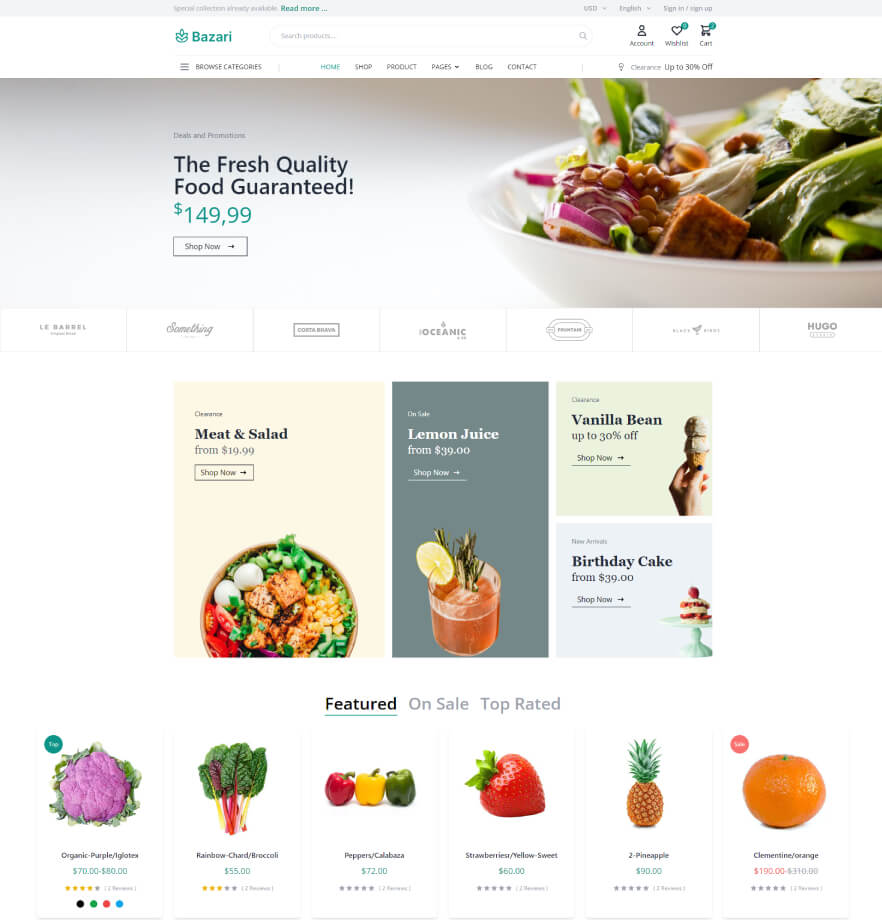 Special collection already available. Read more ...
USD English Sign in / sign up
Bazari
Search products...
Account
0
Wishlist
2
Cart
BROWSE CATEGORIES
HOME SHOP PRODUCT PAGES BLOG CONTACT
Clearance Up to 30% Off
Deals and Promotions
The Fresh Quality
Food Guaranteed!
$149,99
Shop Now
LE BARREL
Something
COSTA BRAVA
OCEANIC
FOUNTAIN
BLACK BIRDS
HUGO
Clearance
Meat & Salad
from $19.99
Shop Now
On Sale
Lemon Juice
from $39.00
Shop Now
Clearance
Vanilla Bean
up to 30% off
Shop Now
New Arrivals
Birthday Cake
from $39.00
Shop Now
Featured On Sale Top Rated
Top
Organic-Purple/Iglotex
$70.00-$80.00
( 2 Reviews )
Rainbow-Chard/Broccoli
$55.00
( 2 Reviews )
Peppers/Calabaza
$72.00
( 2 Reviews )
Strawberriesr/Yellow-Sweet
$60.00
( 2 Reviews )
2-Pineapple
$90.00
( 2 Reviews )
Sale
Clementine/orange
$190.00-$310.00
( 2 Reviews )